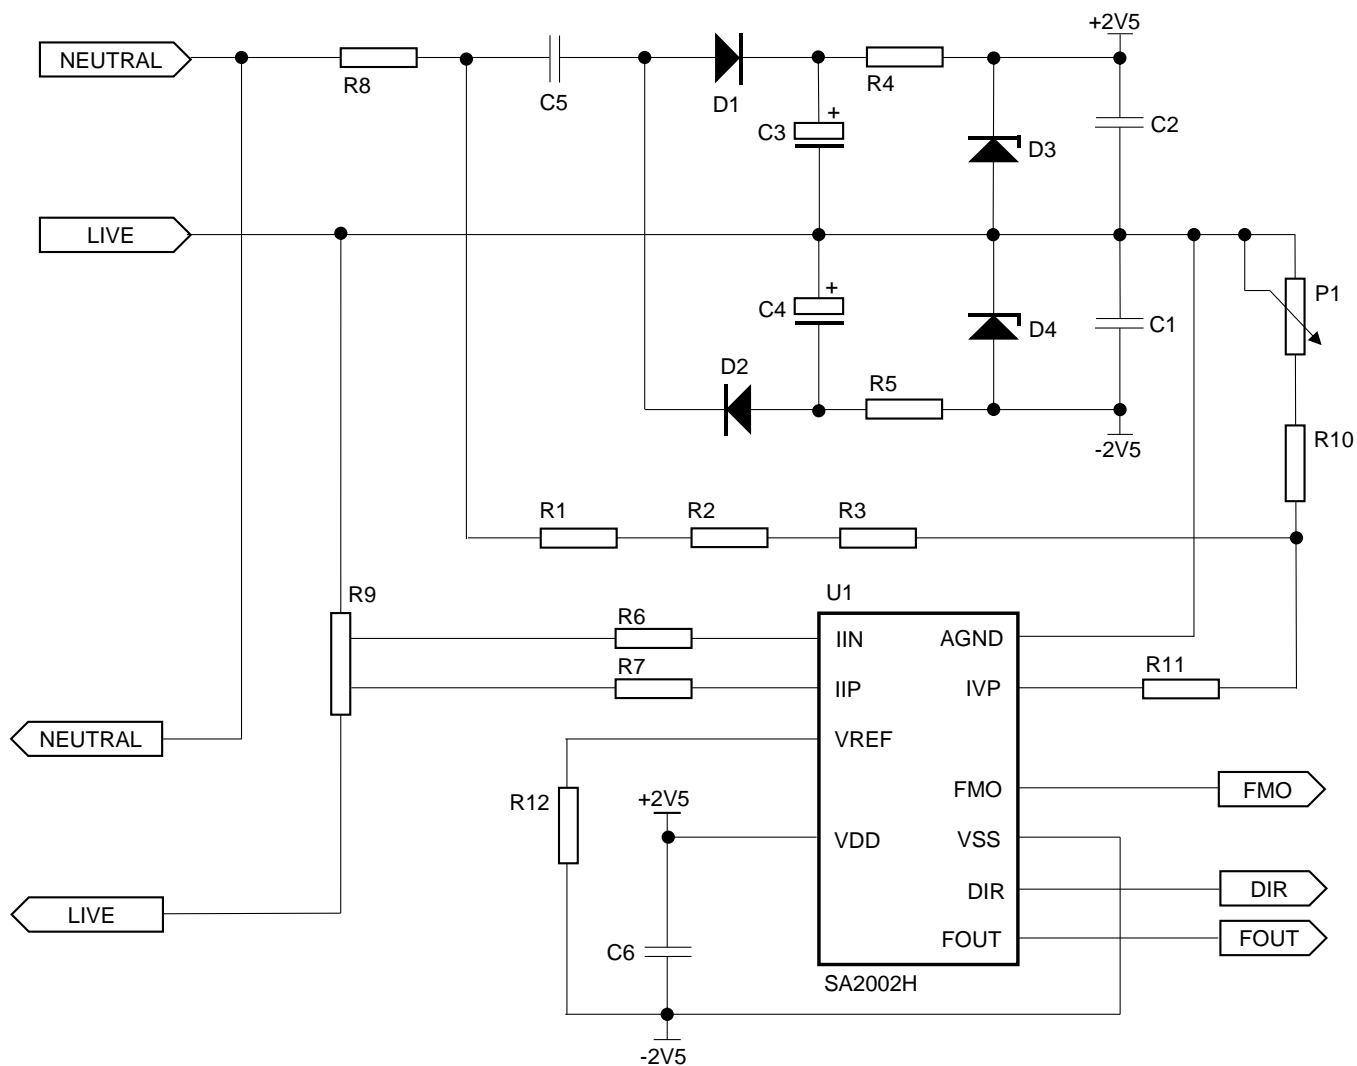 +2V5
NEUTRAL
R8
C5
D1
R4
+
C3
C2
D3
LIVE
P1
+
C4
D4
C1
D2
R5
-2V5
R10
R1
R2
R3
R9
U1
R6
IIN
AGND
R7
IIP
IVP
R11
NEUTRAL
VREF
R12
+2V5
FMO
FMO
VDD
VSS
DIR
DIR
LIVE
C6
FOUT
FOUT
SA2002H
-2V5